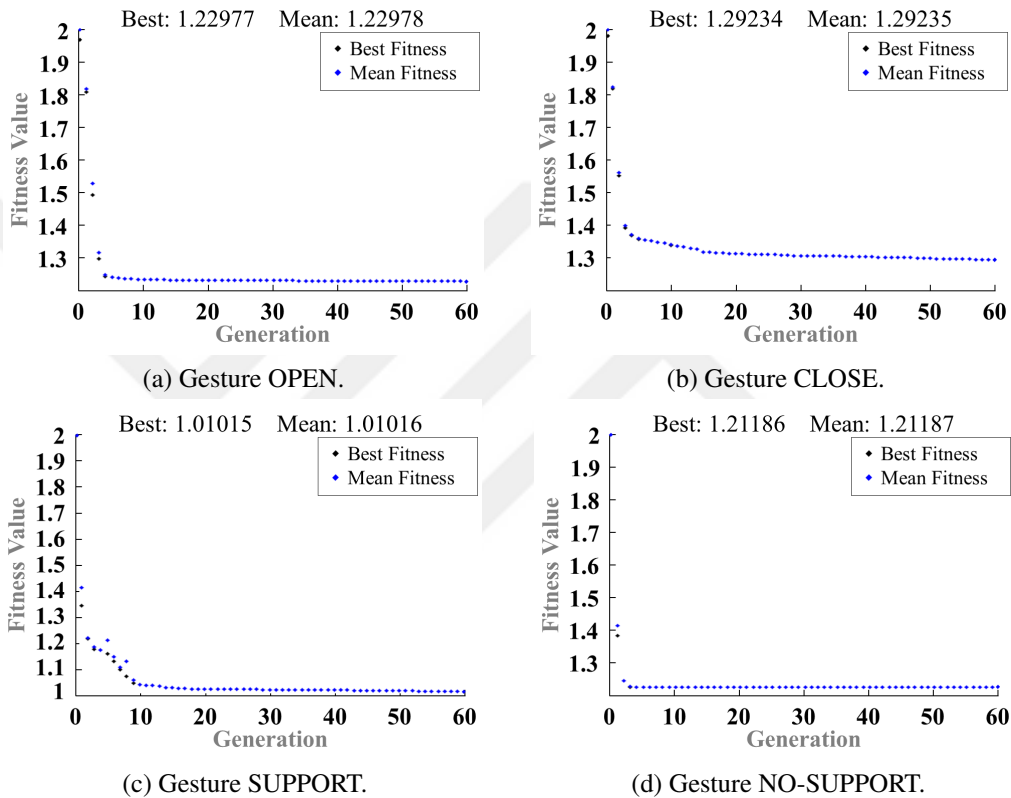 Best: 1.22977 Mean: 1.22978
Best Fitness
Mean Fitness
Fitness Value
2
1.9
1.8
1.7
1.6
1.5
1.4
1.3
0 10 20 30 40 50 60
Generation
(a) Gesture OPEN.
Best: 1.29234 Mean: 1.29235
Best Fitness
Mean Fitness
Fitness Value
2
1.9
1.8
1.7
1.6
1.5
1.4
1.3
0 10 20 30 40 50 60
Generation
(b) Gesture CLOSE.
Best: 1.01015 Mean: 1.01016
Best Fitness
Mean Fitness
Fitness Value
2
1.9
1.8
1.7
1.6
1.5
1.4
1.3
1.2
1.1
1
0 10 20 30 40 50 60
Generation
(c) Gesture SUPPORT.
Best: 1.21186 Mean: 1.21187
Best Fitness
Mean Fitness
Fitness Value
2
1.9
1.8
1.7
1.6
1.5
1.4
1.3
0 10 20 30 40 50 60
Generation
(d) Gesture NO-SUPPORT.